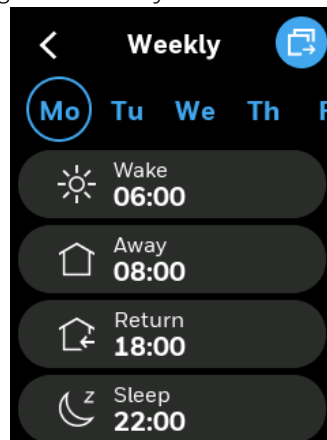 Weekly
Mo Tu We Th
Wake
06:00
Away
08:00
Return
18:00
Sleep
22:00